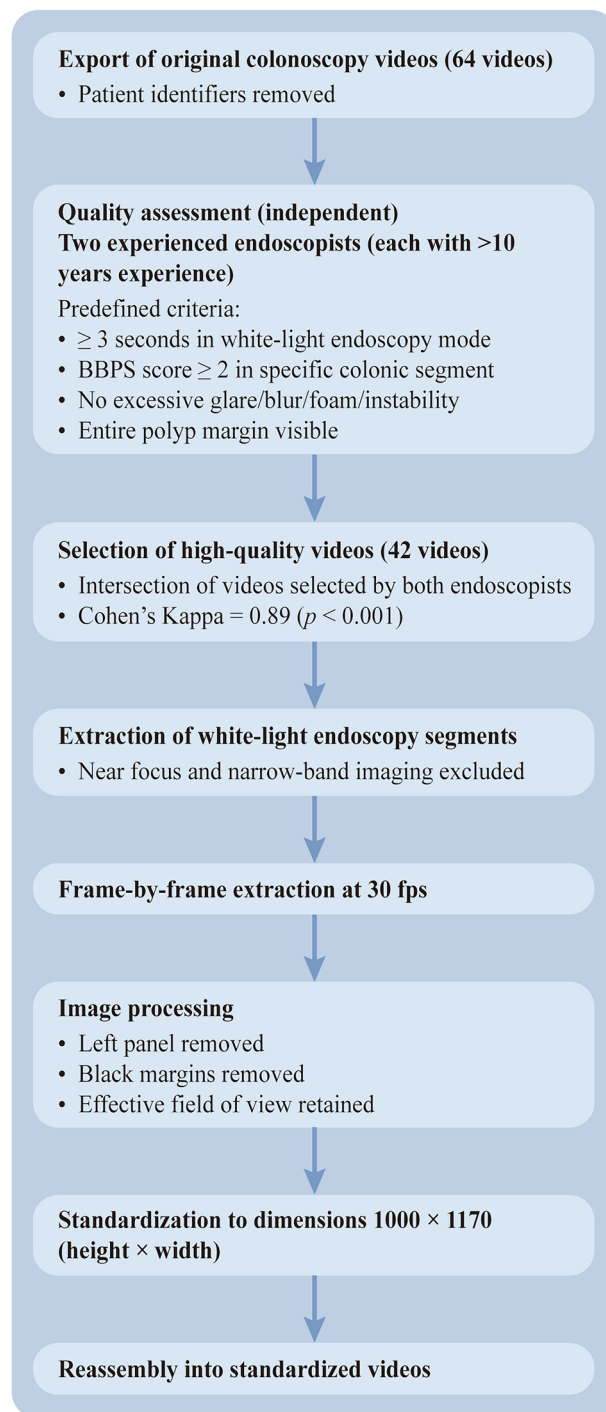 Export of original colonoscopy videos (64 videos)
• Patient identifiers removed
Quality assessment (independent)
Two experienced endoscopists (each with >10
years experience)
Predefined criteria:
• ≥ 3 seconds in white-light endoscopy mode
• BBPS score ≥ 2 in specific colonic segment
• No excessive glare/blur/foam/instability
• Entire polyp margin visible
Selection of high-quality videos (42 videos)
• Intersection of videos selected by both endoscopists
• Cohen’s Kappa = 0.89 (p < 0.001)
Extraction of white-light endoscopy segments
• Near focus and narrow-band imaging excluded
Frame-by-frame extraction at 30 fps
Image processing
• Left panel removed
• Black margins removed
• Effective field of view retained
Standardization to dimensions 1000 × 1170
(height × width)
Reassembly into standardized videos